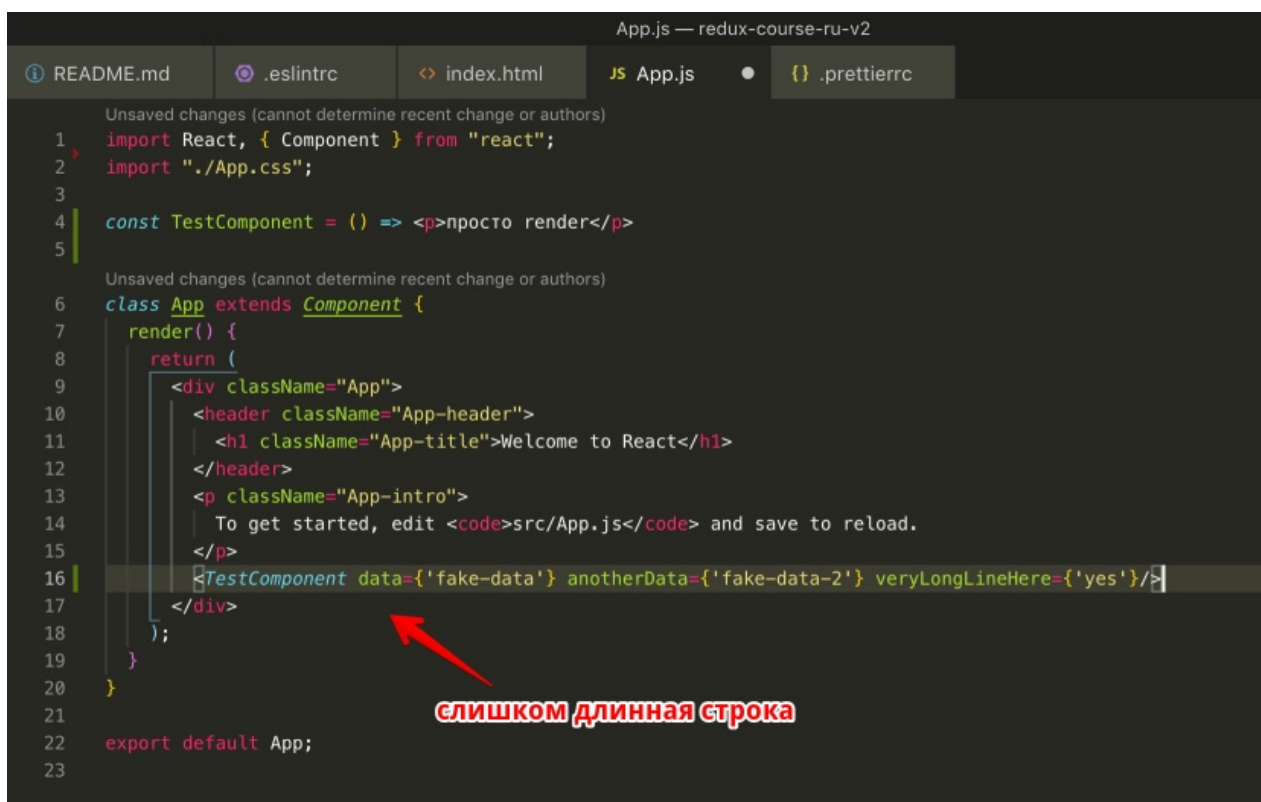 App.js — redux-course-ru-v2
README.md .eslintrc index.html JS App.js {} .prettierrc
Unsaved changes (cannot determine recent change or authors)
1 import React, { Component } from "react";
2 import "./App.css";
3
4 const TestComponent = () => <p>просто render</p>
5
Unsaved changes (cannot determine recent change or authors)
6 class App extends Component {
7 render() {
8 return (
9 <div className="App">
10 <header className="App-header">
11 <h1 className="App-title">Welcome to React</h1>
12 </header>
13 <p className="App-intro">
14 To get started, edit <code>src/App.js</code> and save to reload.
15 </p>
16 <TestComponent data={'fake-data'} anotherData={'fake-data-2'} veryLongLineHere={'yes'}/>
17 </div>
18 );
19 }
20 }
слишком длинная строка
21
22 export default App;
23